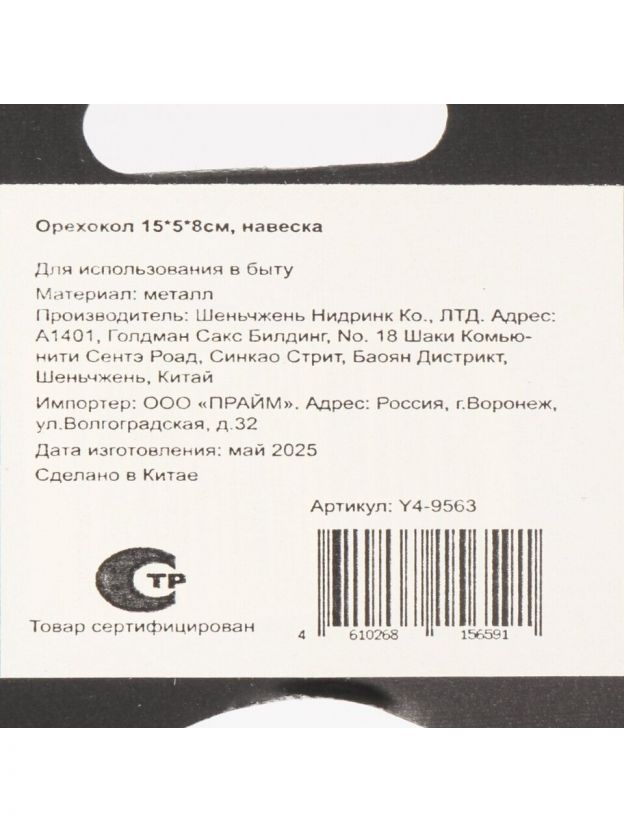 Орехокол 15*5*8см, навеска
Для использования в быту
Материал: металл
Производитель: Шеньчжень Нидринк Ко., ЛТД. Адрес:
А1401, Голдман Сакс Билдинг, No. 18 Шаки Комью-
нити Сентэ Роад, Синкао Стрит, Баоян Дистрикт,
Шеньчжень, Китай
Импортер: ООО «ПРАЙМ». Адрес: Россия, г.Воронеж,
ул.Волгоградская, д.32
Дата изготовления: май 2025
Сделано в Китае
Артикул: Y4-9563
СТР
Товар сертифицирован
4 610268 156591